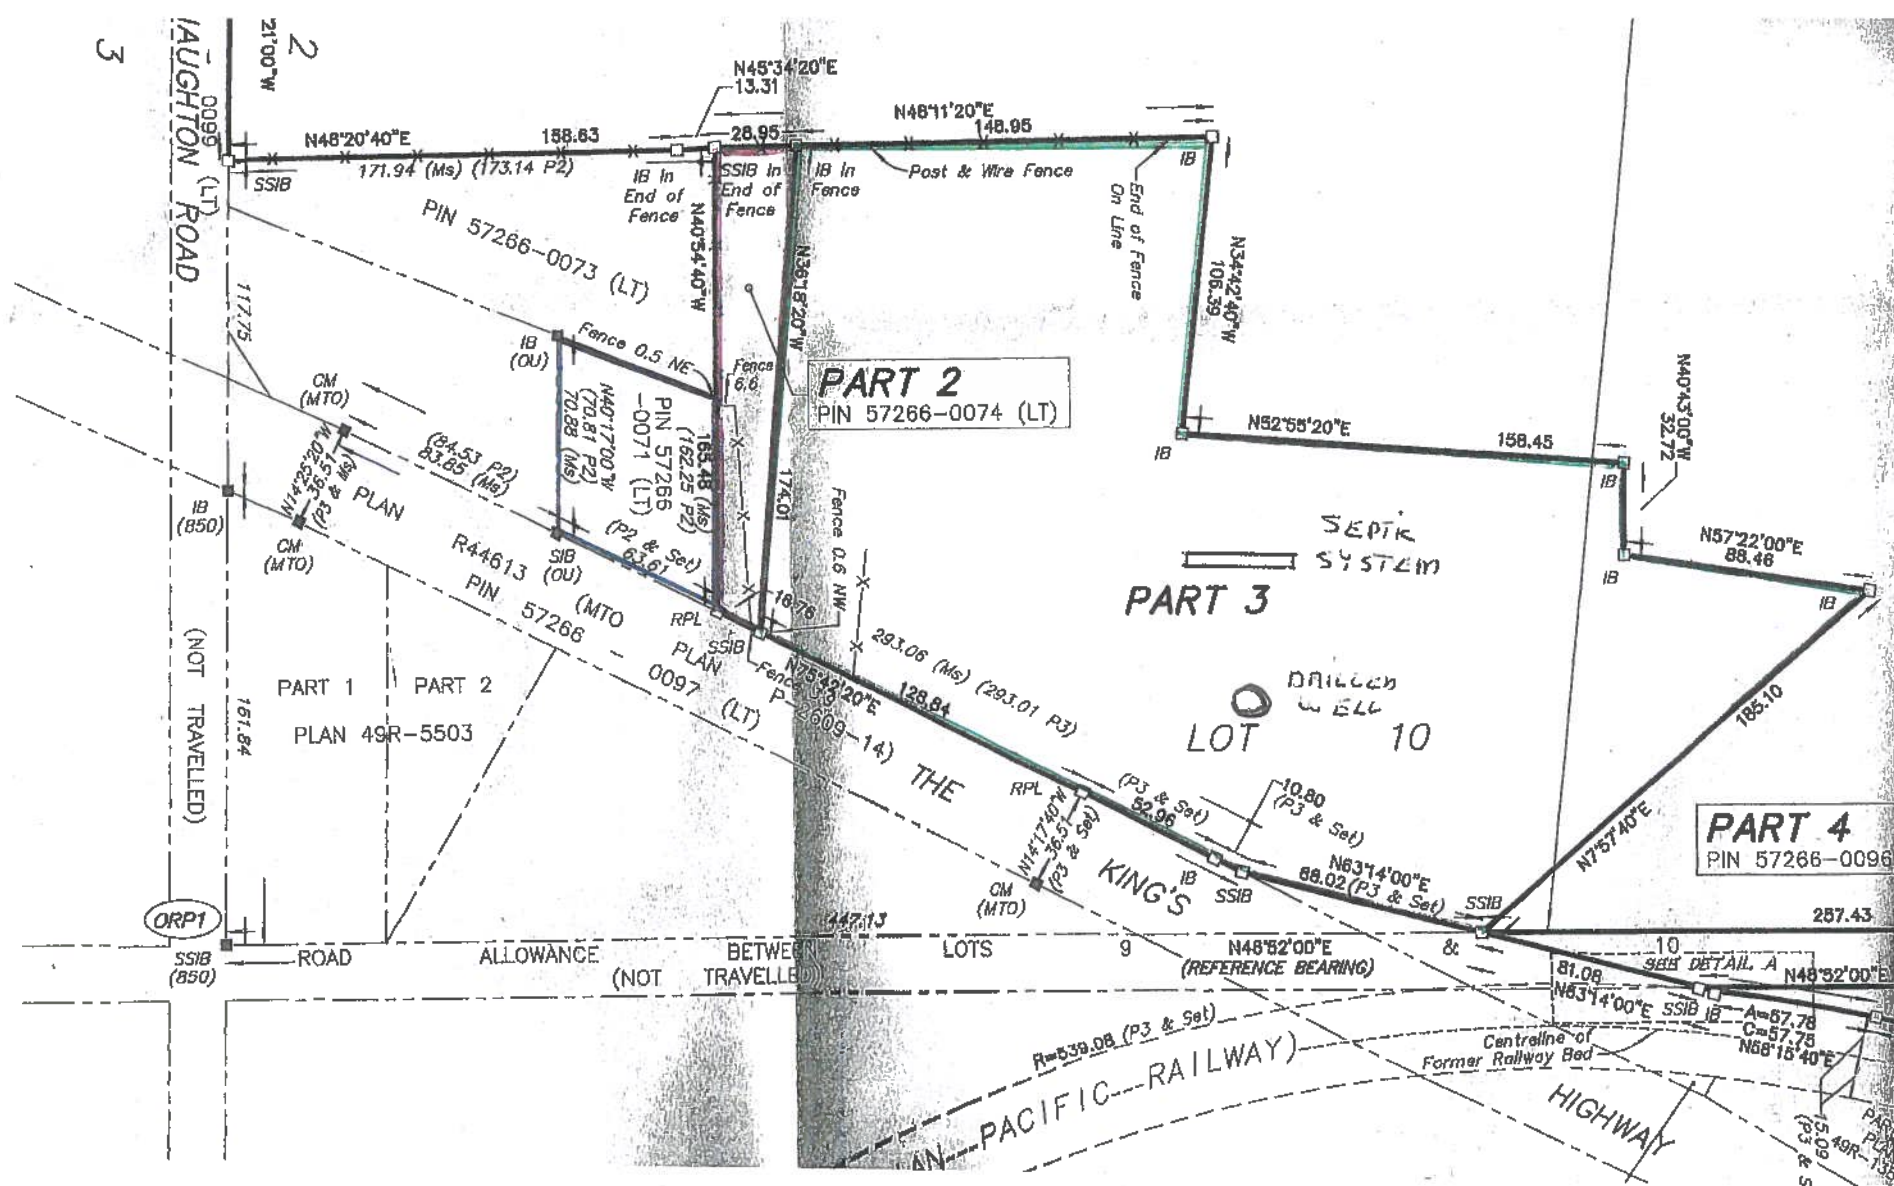 3
2
21'00"W
HAUGHTON ROAD
0099 (LT)
N48°20'40"E
158.63
171.94 (Ms) (173.14 P2)
SSIB
N45°34'20"E
13.31
28.95
N48°11'20"E
148.95
IB In
End of
Fence
SSIB In
End of
Fence
IB In
Fence
Post & Wire Fence
IB
End of Fence
On Line
PIN 57266-0073 (LT)
N40°54'40"W
N36°18'20"W
N34°42'40"W
106.39
117.75
IB
(OU)
Fence 0.5 NE
Fence
6.6
PART 2
PIN 57266-0074 (LT)
CM
(MTO)
(84.53 P2)
83.85 (Ms)
N40°17'00"W
(70.81 P2)
70.88 (Ms)
PIN 57266
-0071 (LT)
(162.25 P2)
165.48 (Ms)
174.01
IB
N52°55'20"E
158.45
N40°43'00"W
32.72
IB
N14°25'20"W
36.51
(P3 & Ms)
IB
(850)
CM
(MTO)
PLAN
R44613 (MTO
PLAN
P-2609-14)
PIN 57266 - 0097 (LT)
SIB
(OU)
(P2 & Set)
63.61
Fence 0.6 NW
16.76
RPL
SSIB
Fence
SEPTIC
SYSTEM
PART 3
N57°22'00"E
88.46
IB
IB
N75°42'20"E
128.84
293.06 (Ms) (293.01 P3)
DRILLED
WELL
LOT 10
185.10
N7°57'40"E
(NOT TRAVELLED)
161.84
PART 1
PART 2
PLAN 49R-5503
THE
KING'S
HIGHWAY
RPL
(P3 & Set)
52.96
10.80
(P3 & Set)
N14°17'40"W
36.51
(P3 & Set)
CM
(MTO)
IB
SSIB
N63°14'00"E
68.02 (P3 & Set)
SSIB
PART 4
PIN 57266-0096
257.43
ORP1
SSIB
(850)
447.13
ROAD ALLOWANCE BETWEEN LOTS 9 & 10
(NOT TRAVELLED)
N48°52'00"E
(REFERENCE BEARING)
SEE DETAIL A
81.08
N63°14'00"E
N48°52'00"E
SSIB
IB
A=57.78
C=57.75
N58°15'40"E
R=539.08 (P3 & Set)
AN PACIFIC RAILWAY)
Centreline of
Former Railway Bed
15.09
(P3 & S
PAR
PLAN
49R-13